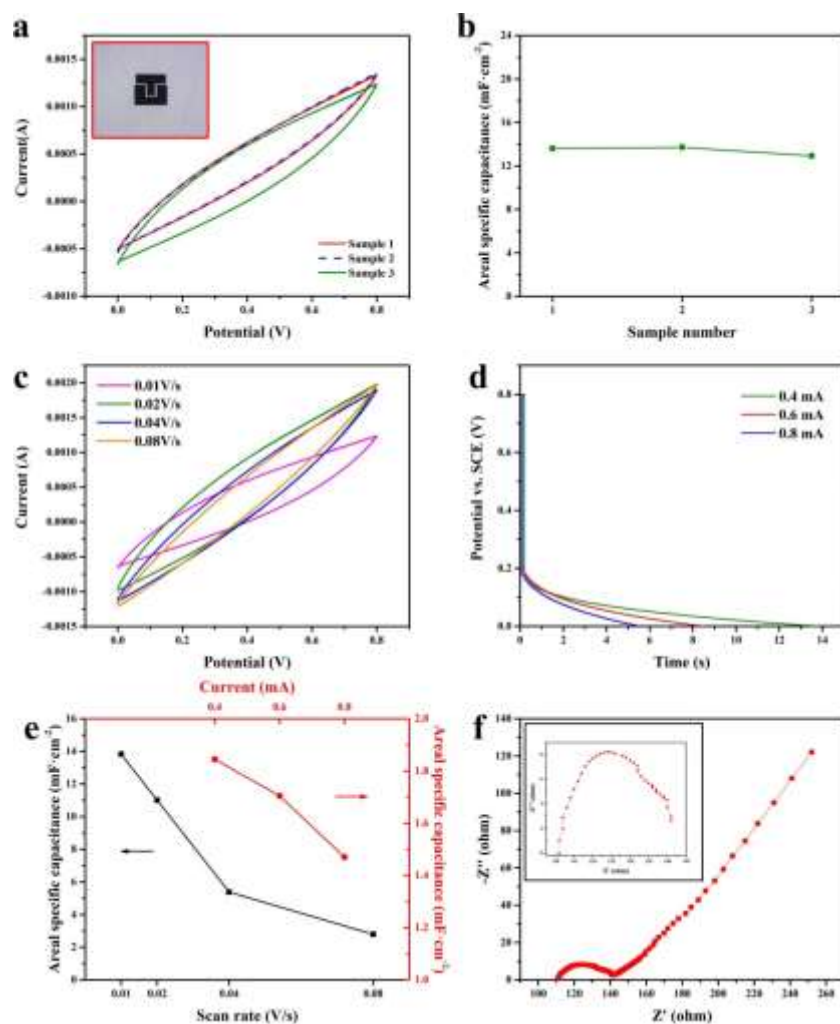 a
0.0015
0.0010
0.0005
0.0000
-0.0005
-0.0010
Current(A)
0.0 0.2 0.4 0.6 0.8
Potential (V)
Sample 1
Sample 2
Sample 3
b
24
20
16
12
8
4
0
Areal specific capacitance (mF·cm⁻²)
1 2 3
Sample number
c
0.01V/s
0.02V/s
0.04V/s
0.08V/s
0.0020
0.0015
0.0010
0.0005
0.0000
-0.0005
-0.0010
-0.0015
Current (A)
0.0 0.2 0.4 0.6 0.8
Potential (V)
d
0.4 mA
0.6 mA
0.8 mA
0.8
0.6
0.4
0.2
0.0
Potential vs. SCE (V)
0 2 4 6 8 10 12 14
Time (s)
e
Current (mA)
0.4 0.6 0.8
16
14
12
10
8
6
4
2
0
Areal specific capacitance (mF·cm⁻²)
2.0
1.8
1.6
1.4
1.2
1.0
Areal specific capacitance (mF·cm⁻²)
0.01 0.02 0.04 0.08
Scan rate (V/s)
f
140
120
100
80
60
40
20
0
-Z'' (ohm)
100 120 140 160 180 200 220 240 260
Z' (ohm)